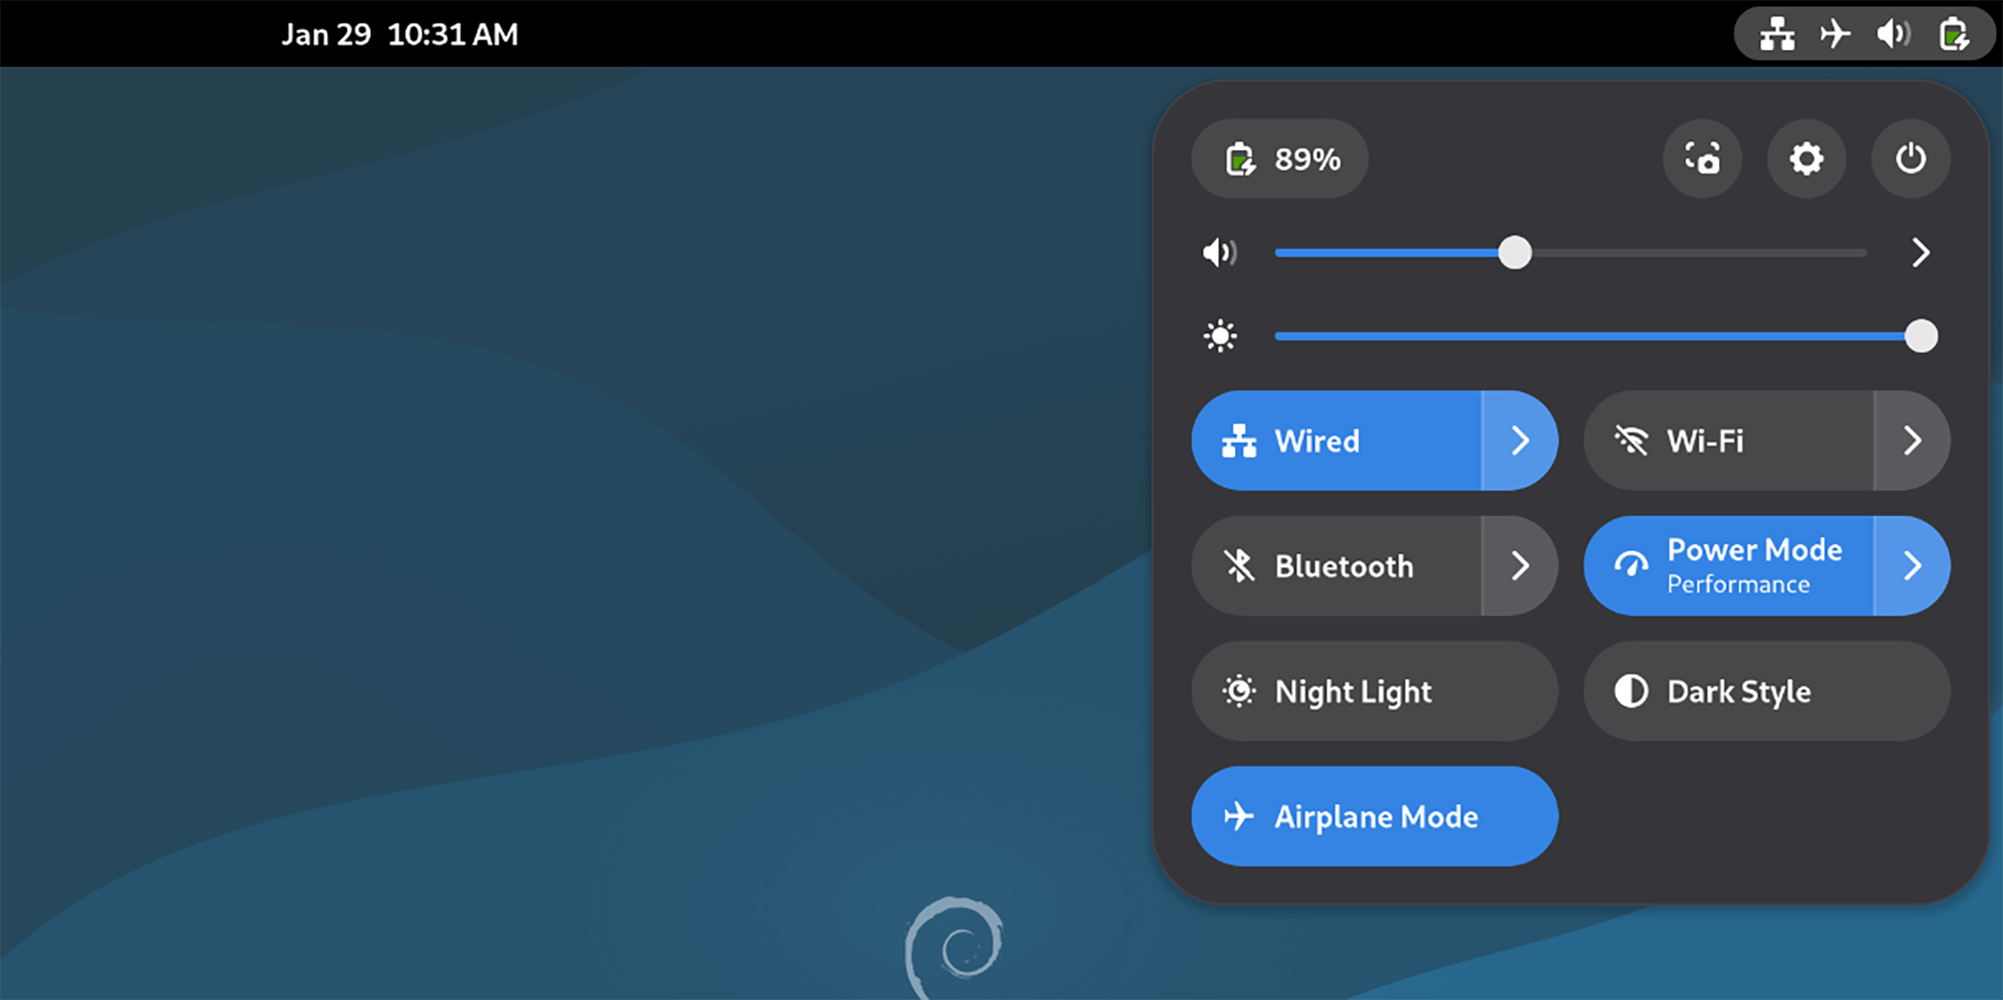 Jan 29 10:31 AM
89%
Wired
Wi-Fi
Bluetooth
Power Mode
Performance
Night Light
Dark Style
Airplane Mode